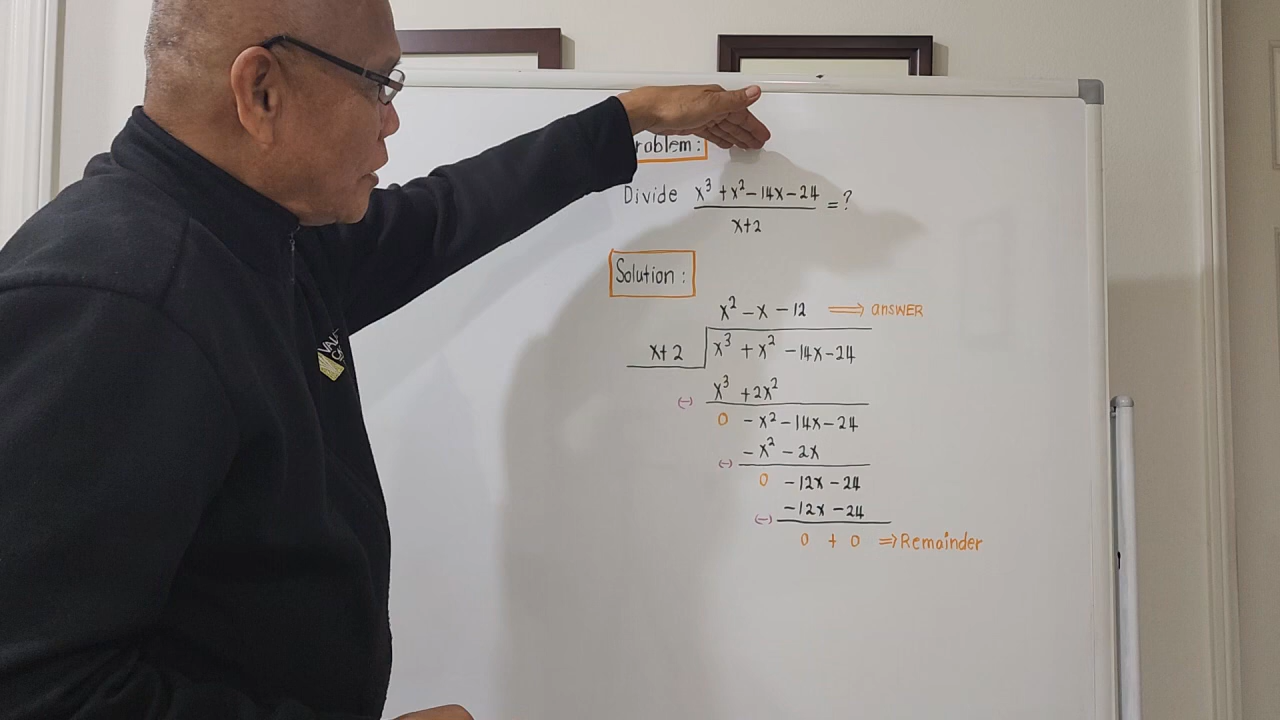 roblem:
Divide x³ + x² - 14x - 24 = ?
x+2
Solution:
x² - x - 12 ⟹ answer
x+2 x³ + x² - 14x - 24
(-) x³ + 2x²
0 - x² - 14x - 24
(-) - x² - 2x
0 - 12x - 24
(-) - 12x - 24
0 + 0 ⟹ Remainder